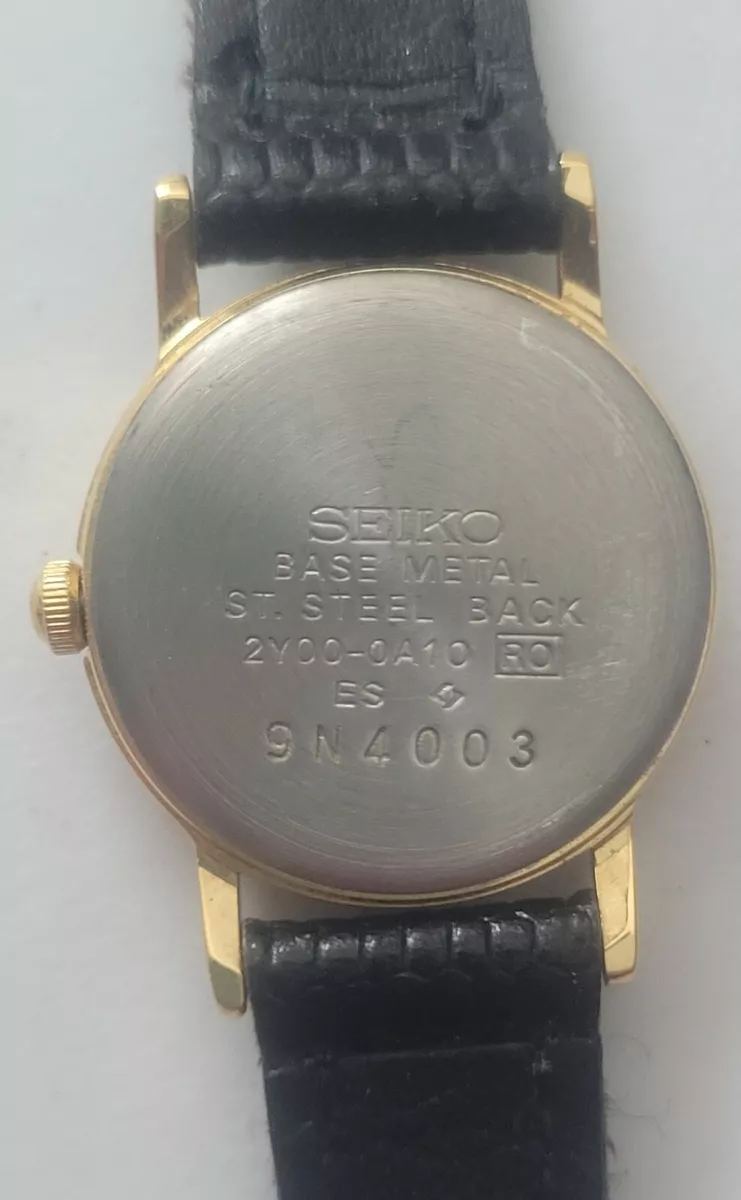 SEIKO
BASE METAL
ST. STEEL BACK
2Y00-0A10 RO
ES
9N4003